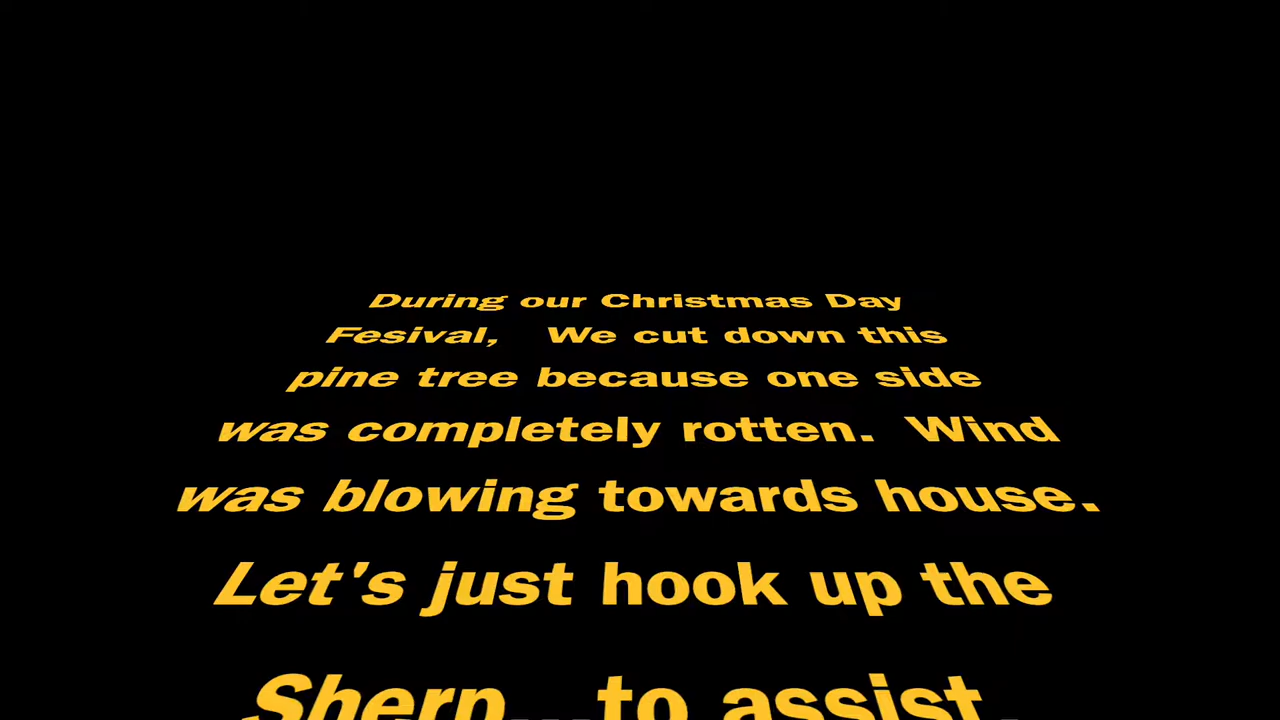 During our Christmas Day
Fesival, We cut down this
pine tree because one side
was completely rotten. Wind
was blowing towards house.
Let's just hook up the
Sherp...to assist.